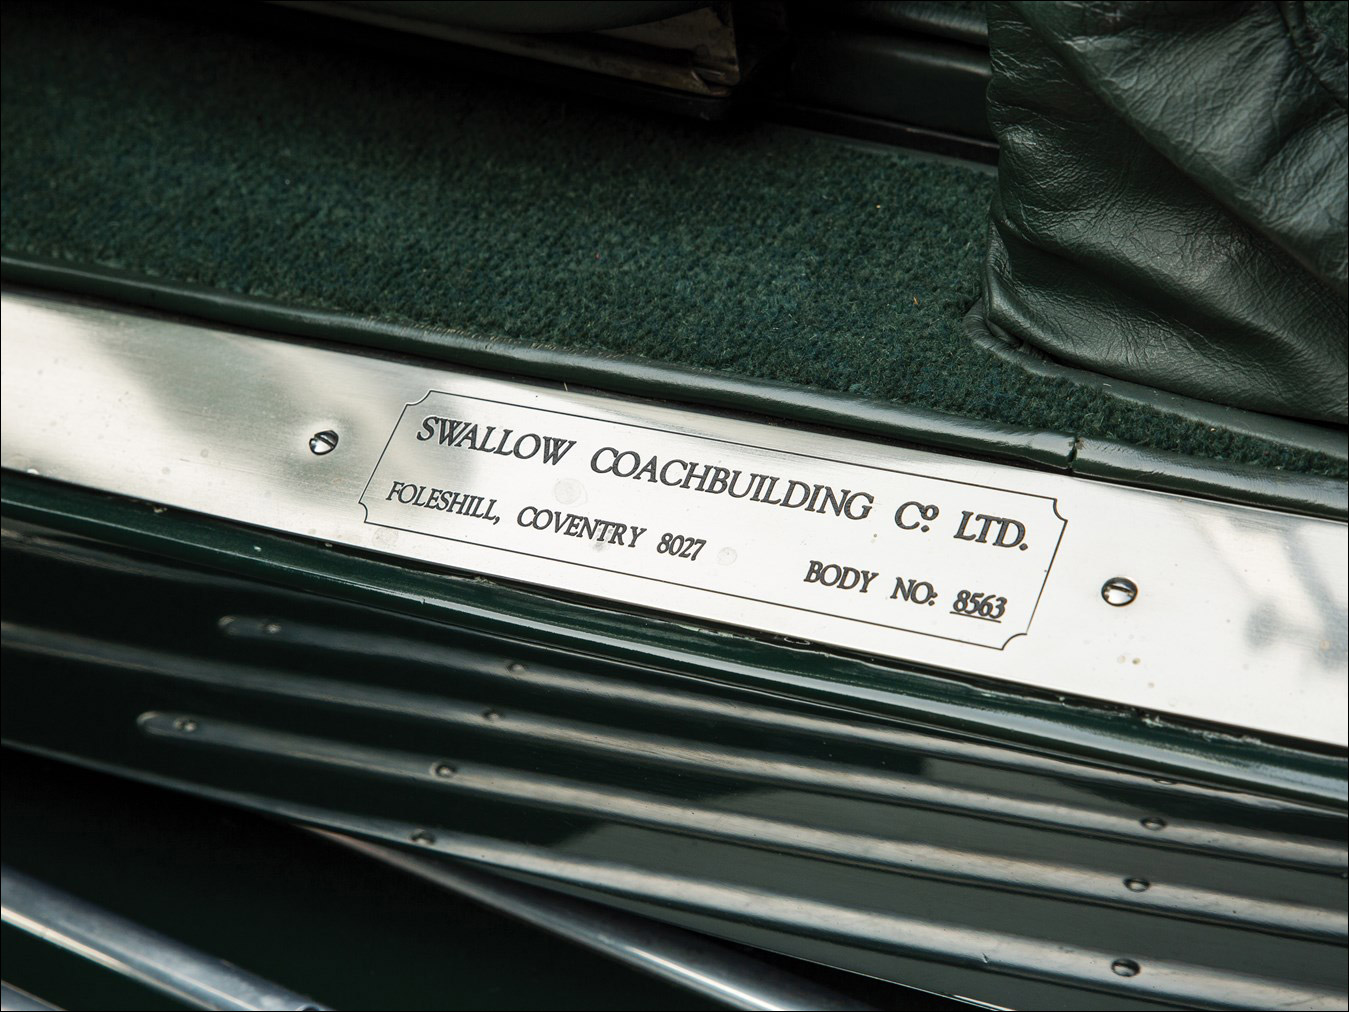 SWALLOW COACHBUILDING Cº LTD.
FOLESHILL, COVENTRY 8027
BODY NO: 8563